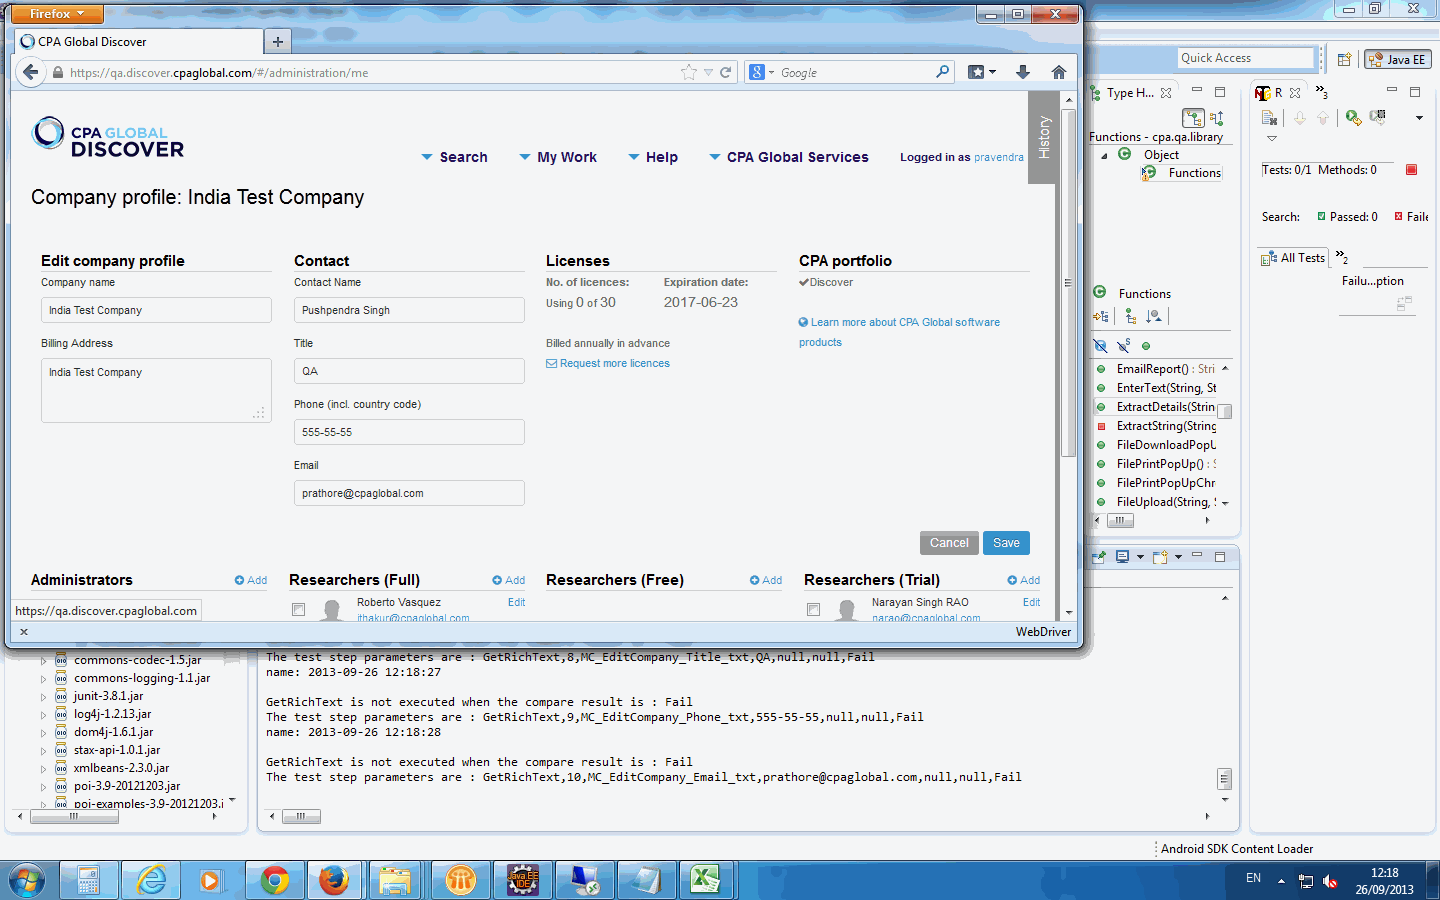 Firefox
CPA Global Discover
https://qa.discover.cpaglobal.com/#/administration/me
Google
History
CPA GLOBAL
DISCOVER
Search
My Work
Help
CPA Global Services
Logged in as pravendra
Company profile: India Test Company
Edit company profile
Company name
India Test Company
Billing Address
India Test Company
Contact
Contact Name
Pushpendra Singh
Title
QA
Phone (incl. country code)
555-55-55
Email
prathore@cpaglobal.com
Licenses
No. of licences:
Using 0 of 30
Expiration date:
2017-06-23
Billed annually in advance
Request more licences
CPA portfolio
Discover
Learn more about CPA Global software
products
Cancel
Save
Administrators
Add
Researchers (Full)
Add
Roberto Vasquez
Edit
ithakur@cpaglobal.com
Researchers (Free)
Add
Researchers (Trial)
Add
Narayan Singh RAO
Edit
narao@cpaglobal.com
https://qa.discover.cpaglobal.com
x
WebDriver
Quick Access
Java EE
Type H...
R
3
Functions - cpa.qa.library
Object
Functions
Tests: 0/1 Methods: 0
Search:
Passed: 0
Faile
All Tests
2
Failu...ption
Functions
EmailReport() : Stri
EnterText(String, St
ExtractDetails(Strin
ExtractString(String
FileDownloadPopU
FilePrintPopUp() : S
FilePrintPopUpChr
FileUpload(String, S
commons-codec-1.5.jar
commons-logging-1.1.jar
junit-3.8.1.jar
log4j-1.2.13.jar
dom4j-1.6.1.jar
stax-api-1.0.1.jar
xmlbeans-2.3.0.jar
poi-3.9-20121203.jar
poi-examples-3.9-20121203.j
The test step parameters are : GetRichText,8,MC_EditCompany_Title_txt,QA,null,null,Fail
name: 2013-09-26 12:18:27
GetRichText is not executed when the compare result is : Fail
The test step parameters are : GetRichText,9,MC_EditCompany_Phone_txt,555-55-55,null,null,Fail
name: 2013-09-26 12:18:28
GetRichText is not executed when the compare result is : Fail
The test step parameters are : GetRichText,10,MC_EditCompany_Email_txt,prathore@cpaglobal.com,null,null,Fail
Android SDK Content Loader
Java EE
IDE
EN
12:18
26/09/2013